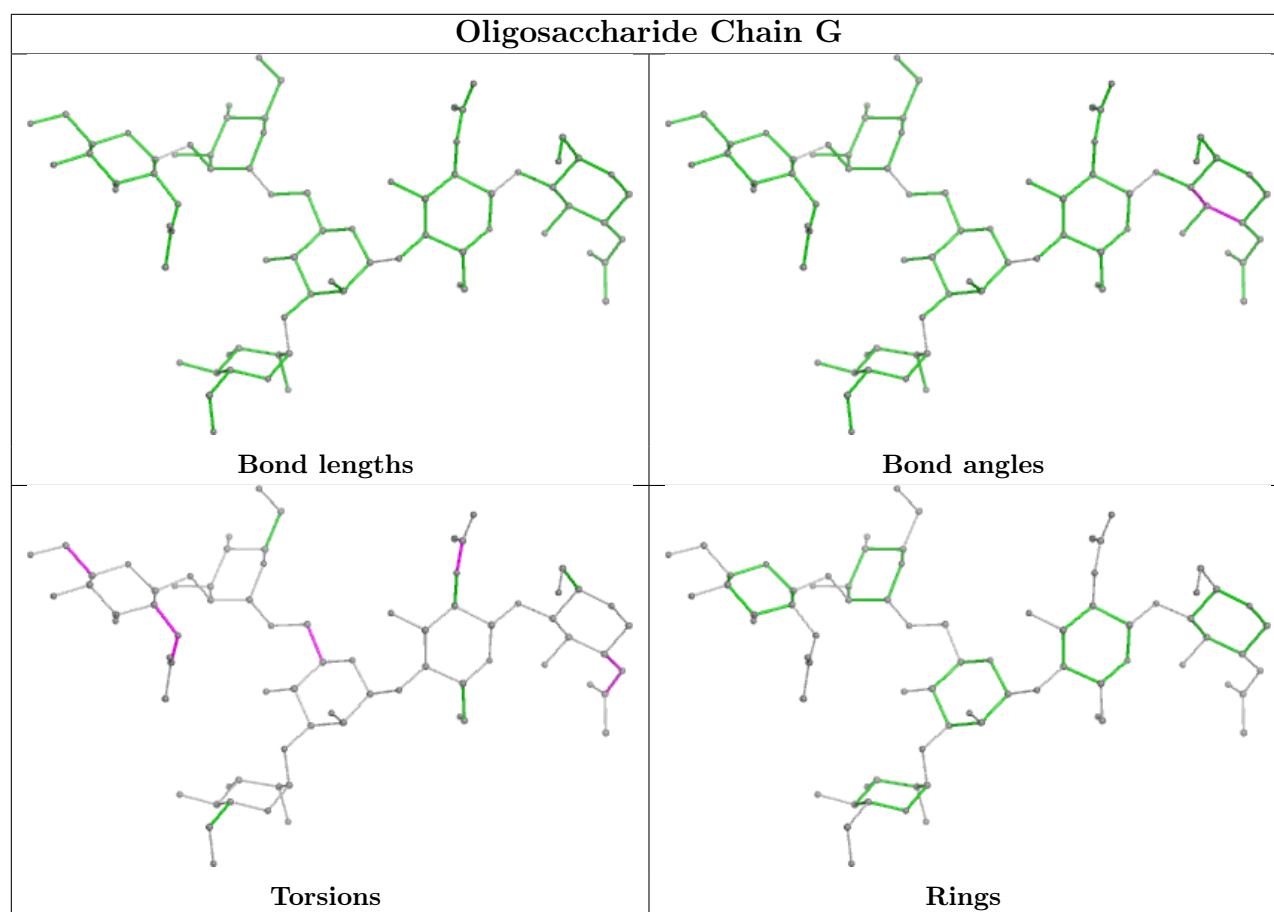 Oligosaccharide Chain G
Bond lengths
Bond angles
Torsions
Rings